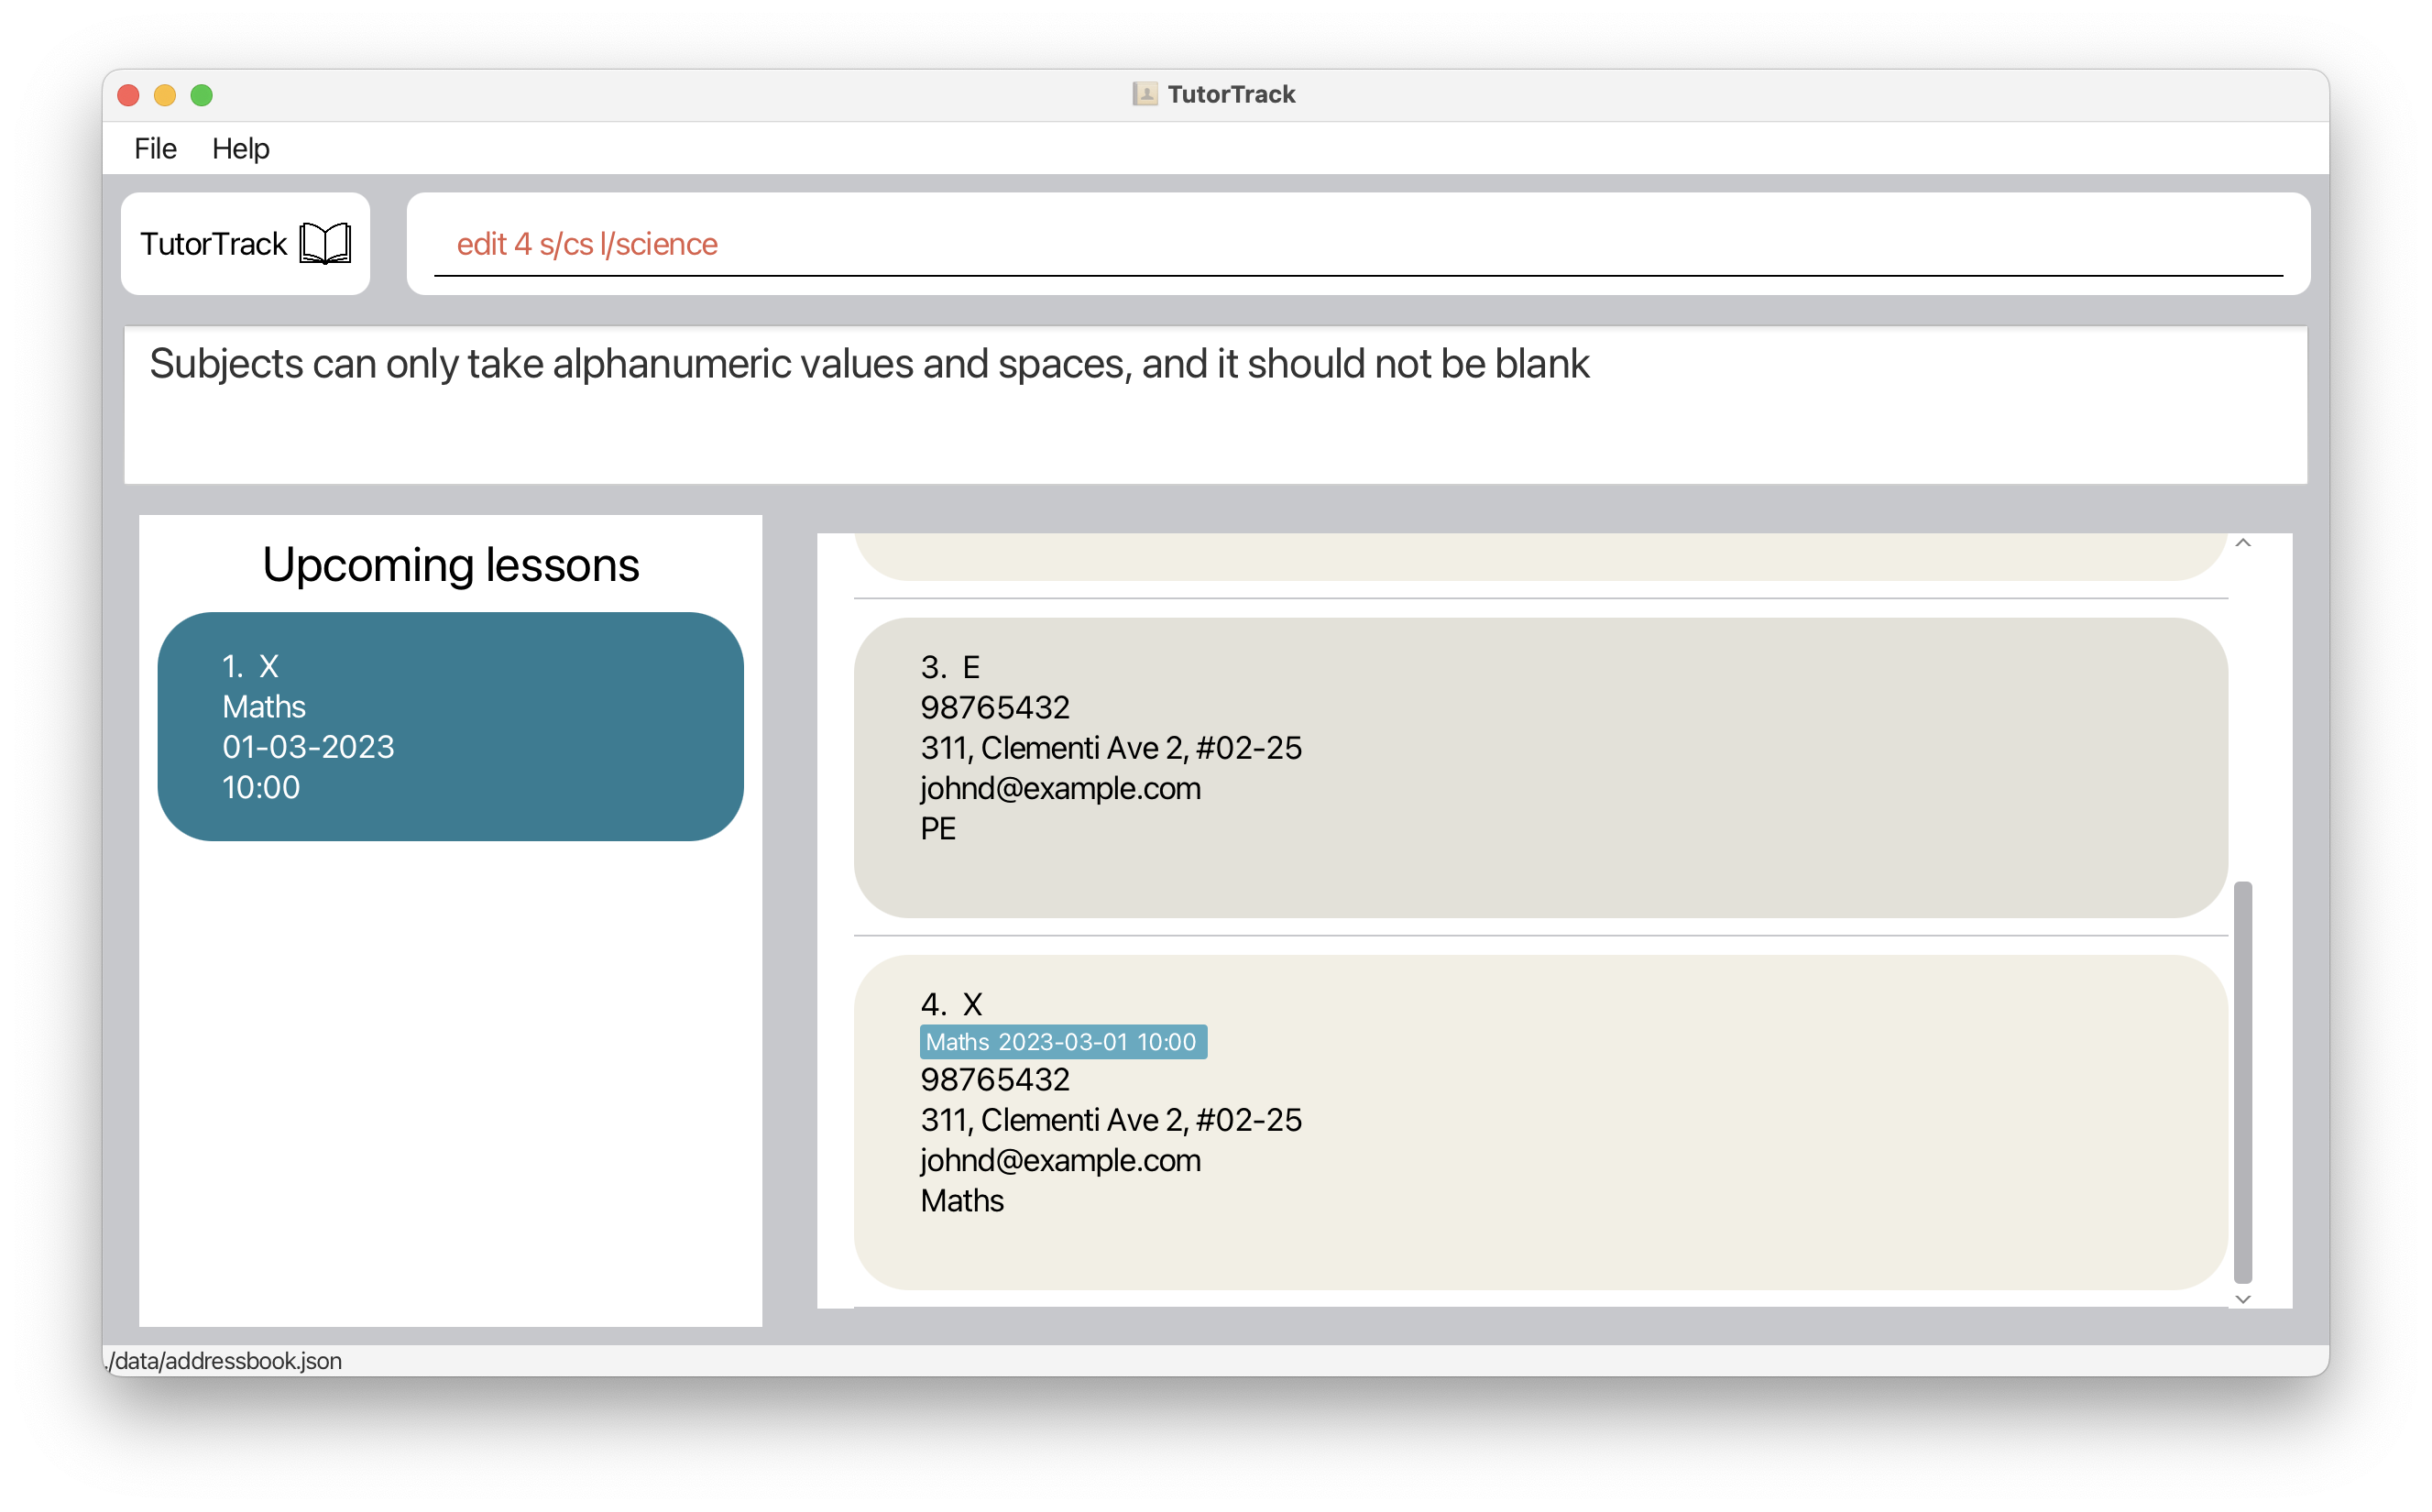 TutorTrack
File Help
TutorTrack
edit 4 s/cs l/science
Subjects can only take alphanumeric values and spaces, and it should not be blank
Upcoming lessons
1. X
Maths
01-03-2023
10:00
3. E
98765432
311, Clementi Ave 2, #02-25
johnd@example.com
PE
4. X
Maths 2023-03-01 10:00
98765432
311, Clementi Ave 2, #02-25
johnd@example.com
Maths
./data/addressbook.json